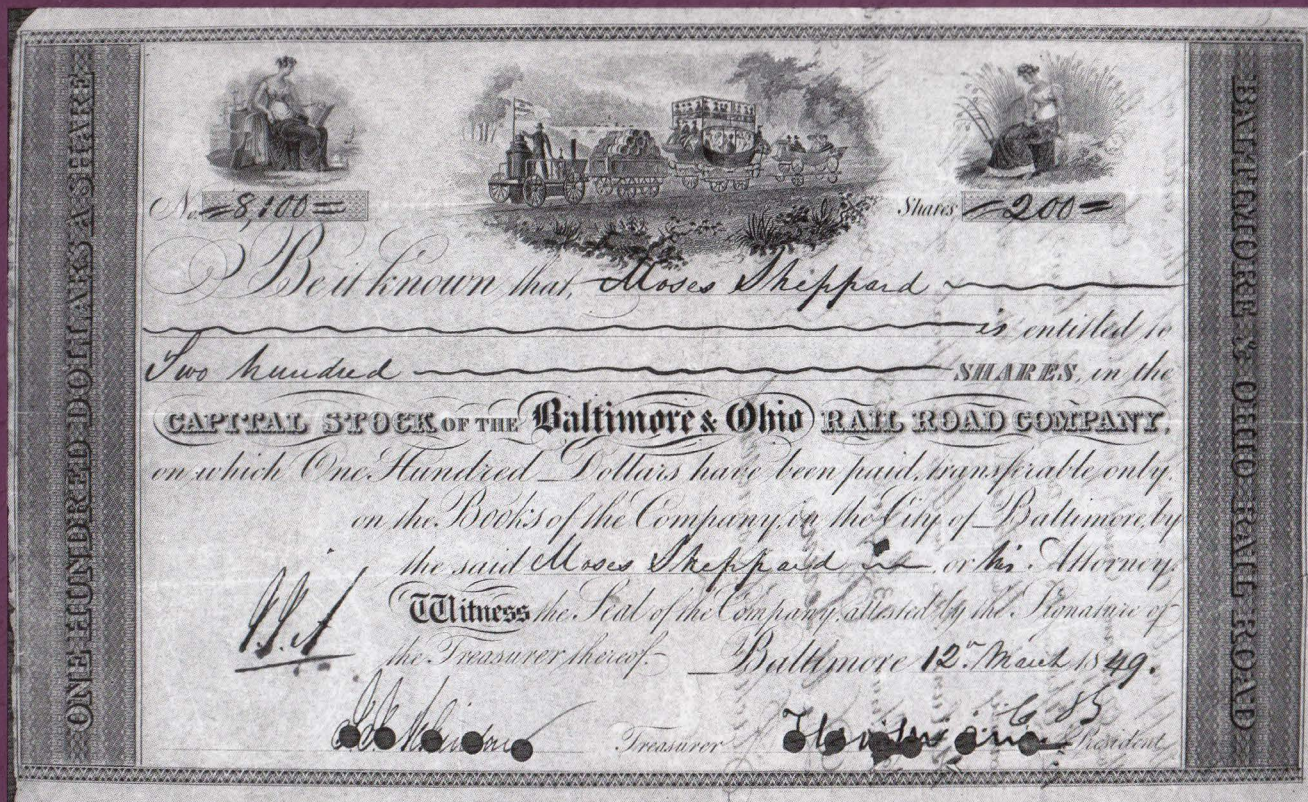 ONE HUNDRED DOLLARS A SHARE
No. 8,100
Shares 200
Be it known that, Moses Sheppard
is entitled to
Two hundred SHARES, in the
CAPITAL STOCK OF THE Baltimore & Ohio RAIL ROAD COMPANY,
on which One Hundred Dollars have been paid, transferable only
on the Books of the Company in the City of Baltimore by
the said Moses Sheppard or his Attorney.
Witness the Seal of the Company, attested by the Signature of
the Treasurer thereof. Baltimore 12 March 1849.
Treasurer President
BALTIMORE & OHIO RAIL ROAD